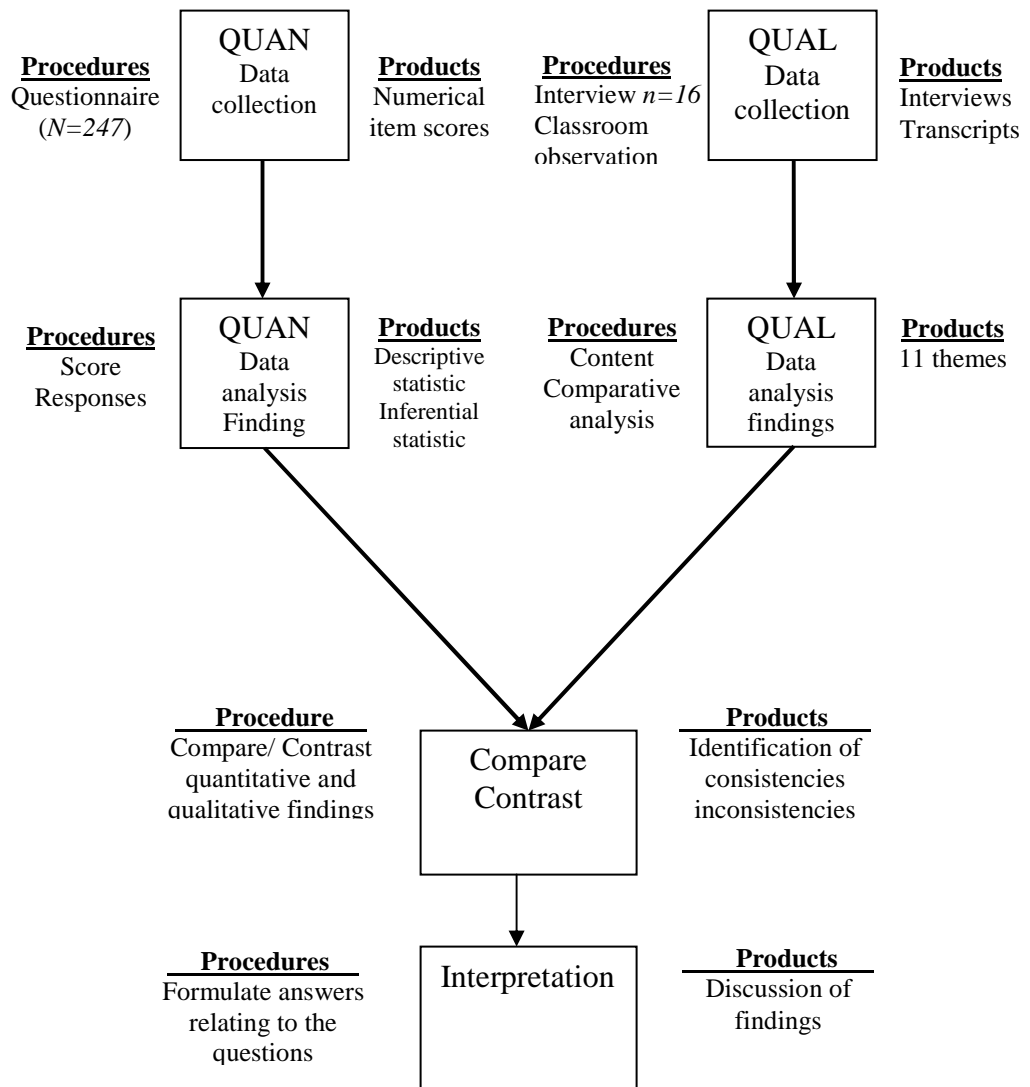 Procedures
Questionnaire
(N=247)
QUAN
Data
collection
Products
Numerical
item scores
Procedures
Interview n=16
Classroom
observation
QUAL
Data
collection
Products
Interviews
Transcripts
Procedures
Score
Responses
QUAN
Data
analysis
Finding
Products
Descriptive
statistic
Inferential
statistic
Procedures
Content
Comparative
analysis
QUAL
Data
analysis
findings
Products
11 themes
Procedure
Compare/ Contrast
quantitative and
qualitative findings
Compare
Contrast
Products
Identification of
consistencies
inconsistencies
Procedures
Formulate answers
relating to the
questions
Interpretation
Products
Discussion of
findings